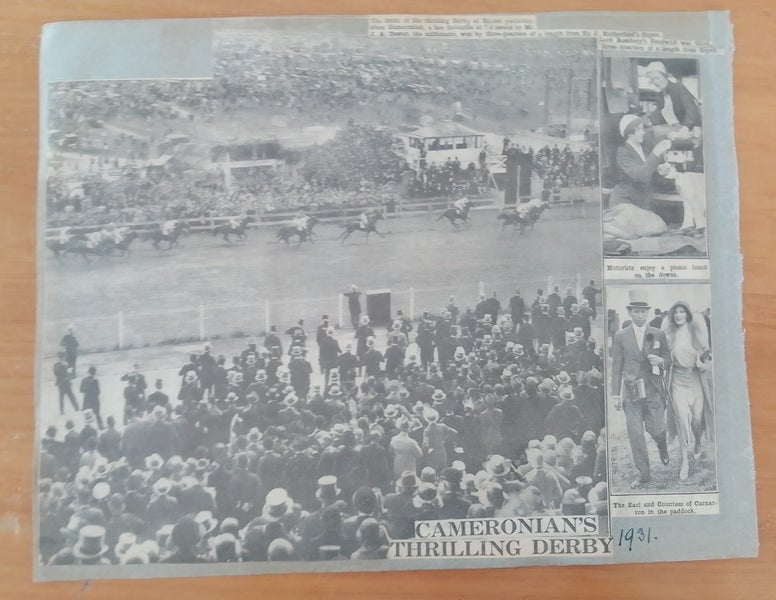 The finish of the thrilling Derby at Epsom yesterday,
when Cameronian, a hot favourite at 7-2 owned by Mr.
J. A. Dewar, the millionaire, won by three-quarters of a length from Sir J. Rutherford's Orpen.
Lord Rosebery's Sandwich was third,
three-quarters of a length from Orpen.
Motorists enjoy a picnic lunch
on the downs.
The Earl and Countess of Carnar-
von in the paddock.
CAMERONIAN'S
THRILLING DERBY
1931.